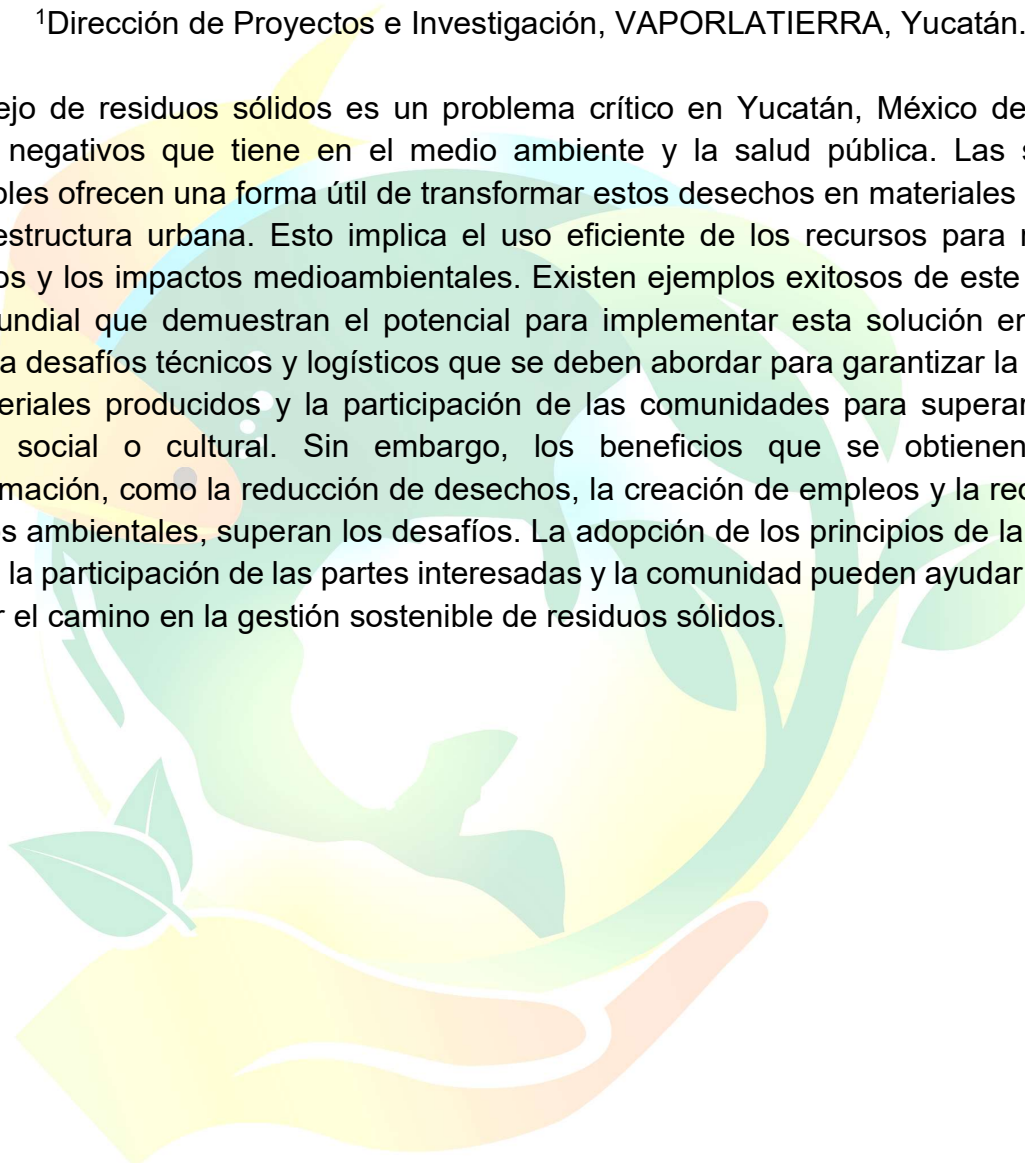 ¹Dirección de Proyectos e Investigación, VAPORLATIERRA, Yucatán.
ejo de residuos sólidos es un problema crítico en Yucatán, México de
negativos que tiene en el medio ambiente y la salud pública. Las s
bles ofrecen una forma útil de transformar estos desechos en materiales
estructura urbana. Esto implica el uso eficiente de los recursos para r
os y los impactos medioambientales. Existen ejemplos exitosos de este
undial que demuestran el potencial para implementar esta solución en
a desafíos técnicos y logísticos que se deben abordar para garantizar la
teriales producidos y la participación de las comunidades para superar
social o cultural. Sin embargo, los beneficios que se obtienen
rmación, como la reducción de desechos, la creación de empleos y la rec
s ambientales, superan los desafíos. La adopción de los principios de la
la participación de las partes interesadas y la comunidad pueden ayudar
r el camino en la gestión sostenible de residuos sólidos.